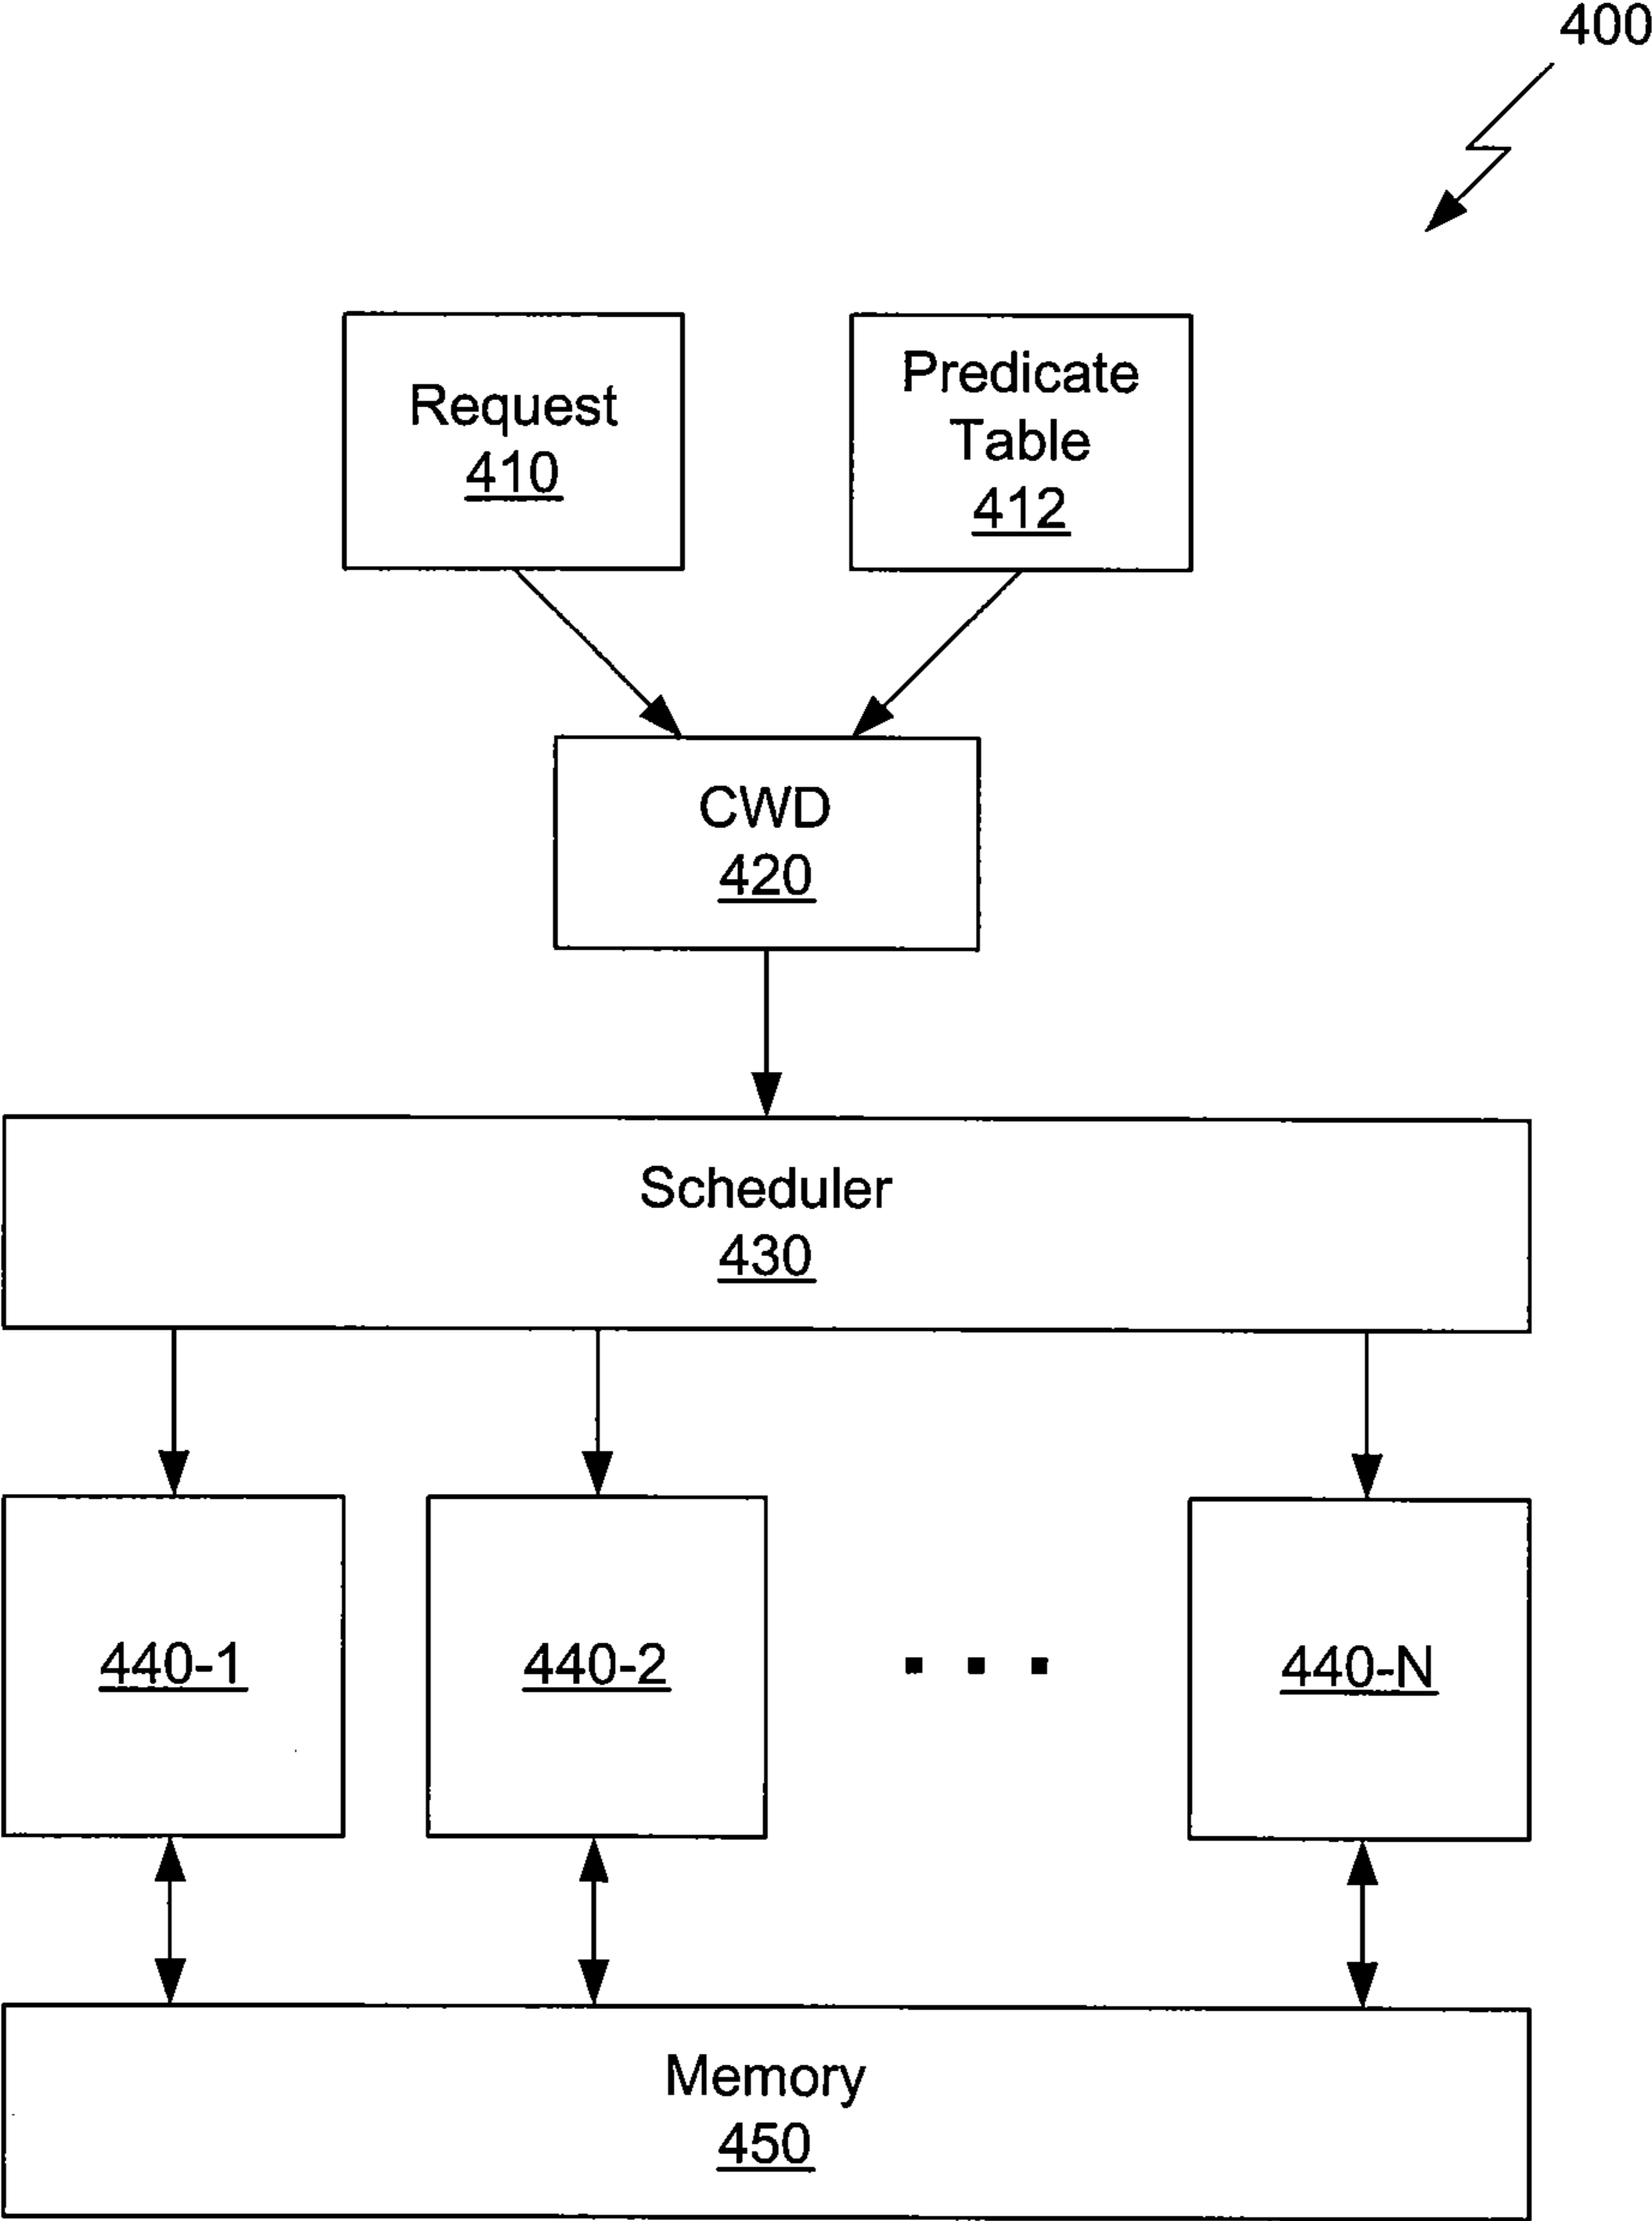 400
Request
410
Predicate
Table
412
CWD
420
Scheduler
430
440-1
440-2
440-N
Memory
450